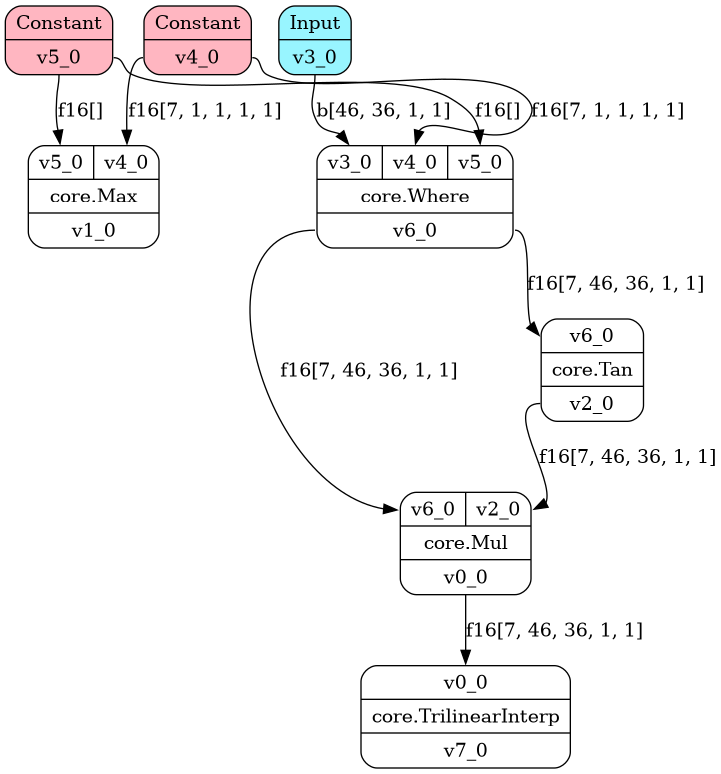 Constant
v5_0
Constant
v4_0
Input
v3_0
f16[]
f16[7, 1, 1, 1, 1]
b[46, 36, 1, 1]
f16[]
f16[7, 1, 1, 1, 1]
v5_0
v4_0
core.Max
v1_0
v3_0
v4_0
v5_0
core.Where
v6_0
f16[7, 46, 36, 1, 1]
f16[7, 46, 36, 1, 1]
v6_0
core.Tan
v2_0
f16[7, 46, 36, 1, 1]
v6_0
v2_0
core.Mul
v0_0
f16[7, 46, 36, 1, 1]
v0_0
core.TrilinearInterp
v7_0